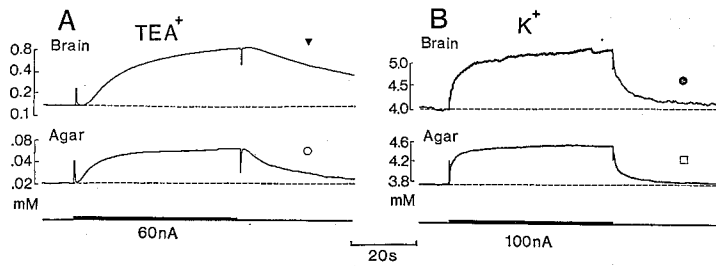 A
TEA+
Brain
0.8
0.4
0.2
0.1
Agar
.08
.04
.02
mM
60nA
20s
B
K+
Brain
5.0
4.5
4.0
Agar
4.6
4.2
3.8
mM
100nA